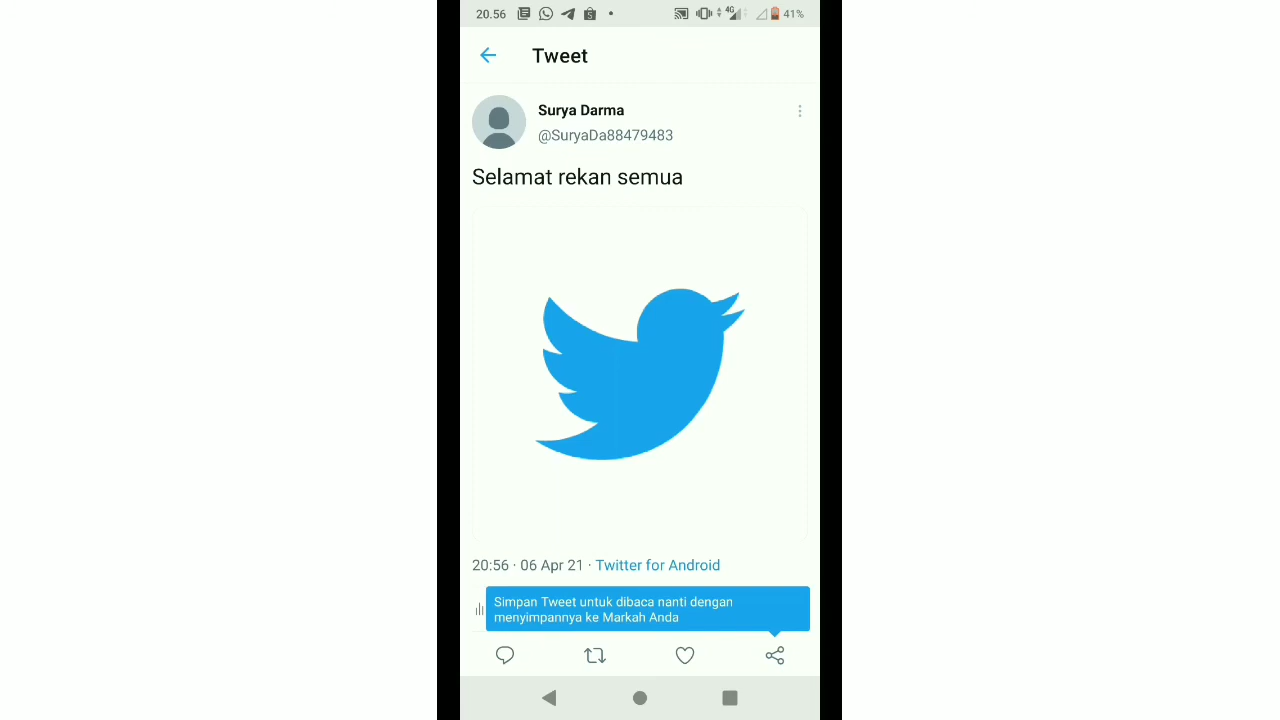 20.56 4G 41%
Tweet
Surya Darma
@SuryaDa88479483
Selamat rekan semua
20:56 · 06 Apr 21 · Twitter for Android
Simpan Tweet untuk dibaca nanti dengan
menyimpannya ke Markah Anda